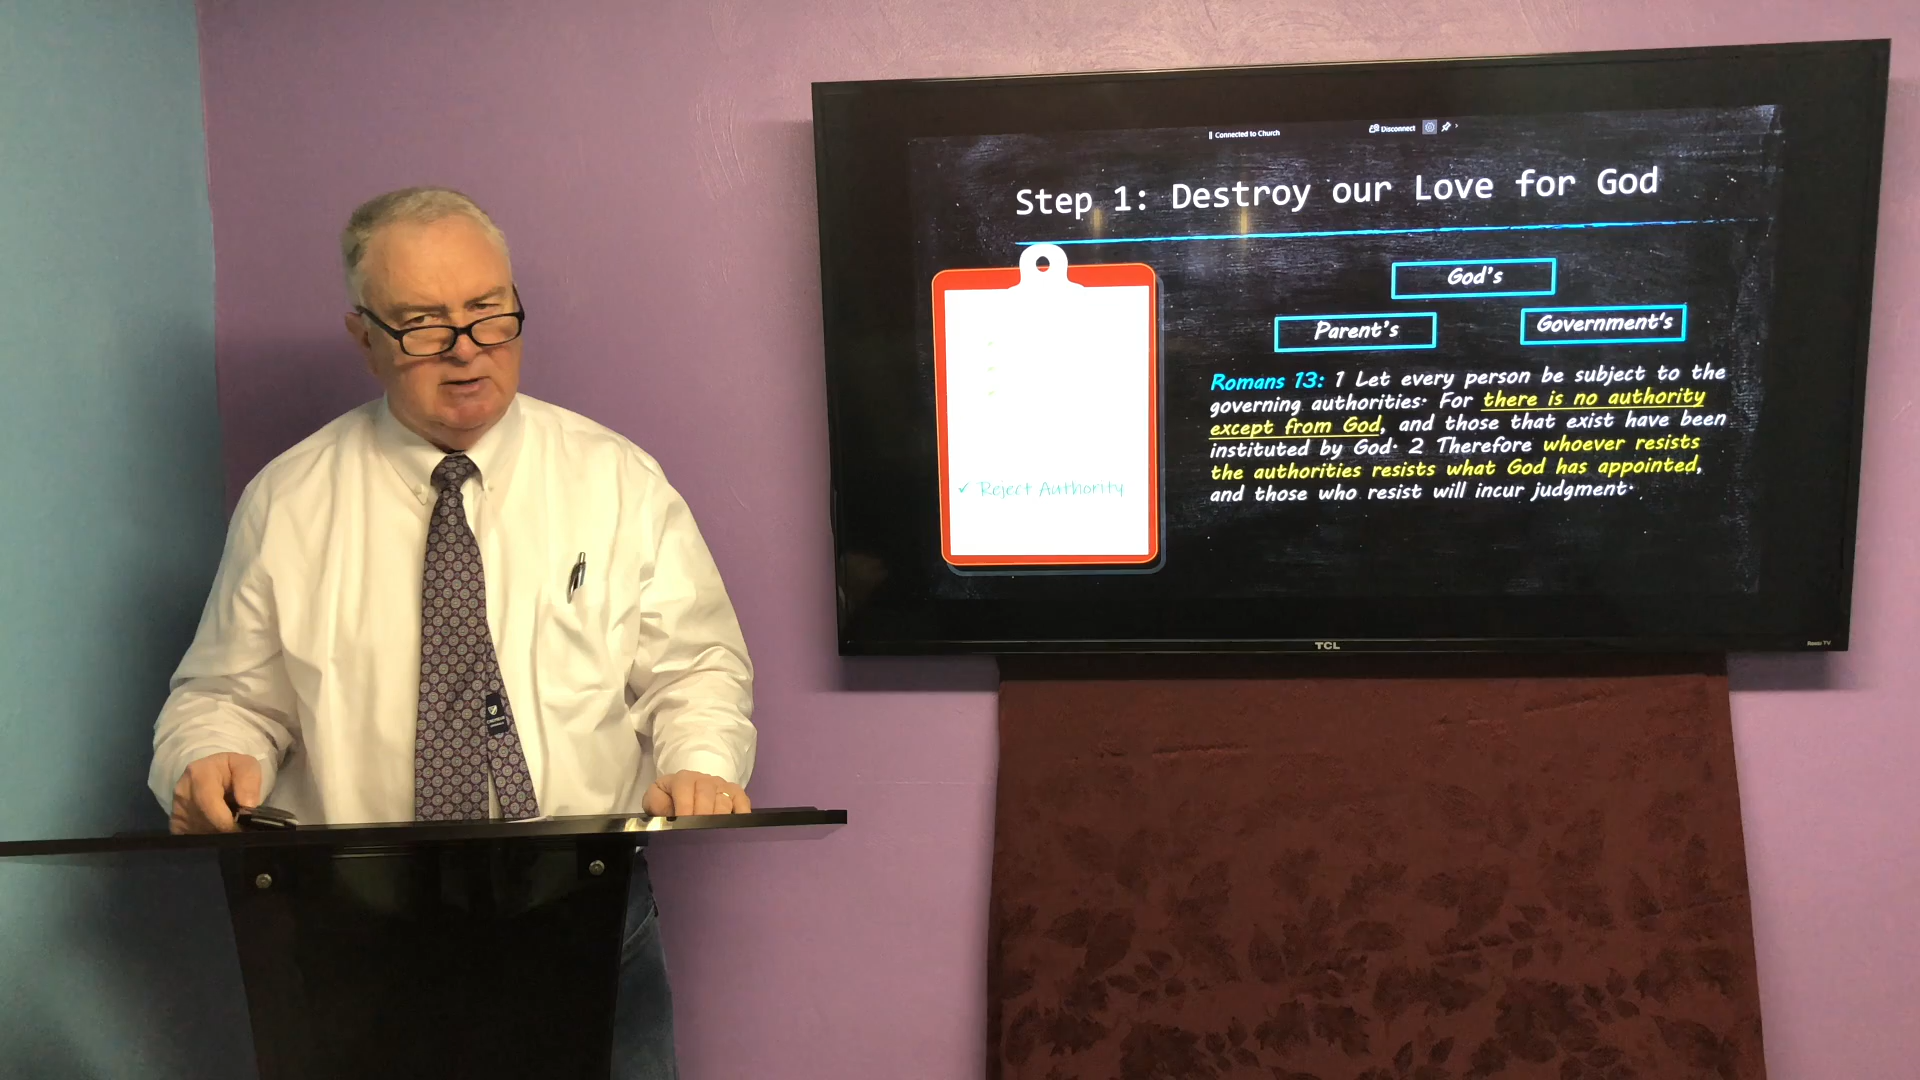 Connected to Church
Disconnect
Step 1: Destroy our Love for God
God's
Parent's
Government's
Romans 13: 1 Let every person be subject to the
governing authorities. For there is no authority
except from God, and those that exist have been
instituted by God. 2 Therefore whoever resists
the authorities resists what God has appointed,
and those who resist will incur judgment.
✓ Reject Authority
TCL
Roku TV